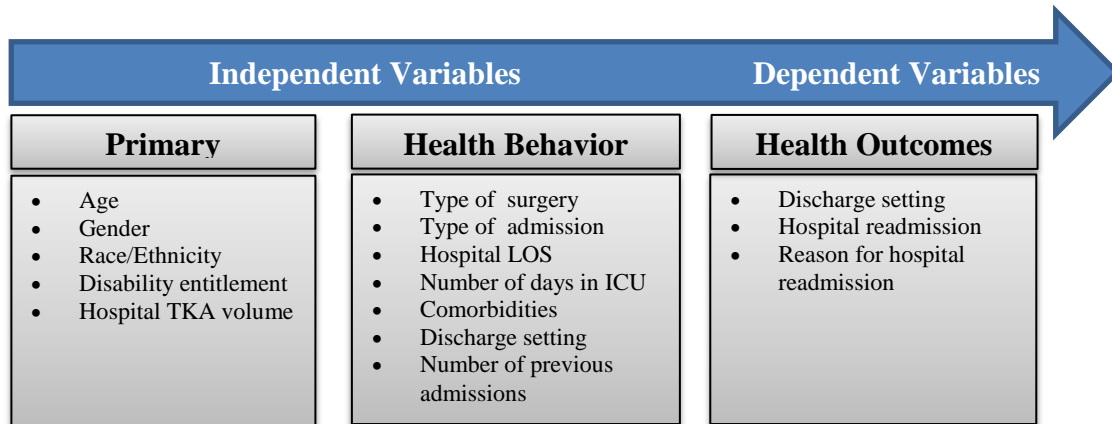 Independent Variables Dependent Variables
Primary
• Age
• Gender
• Race/Ethnicity
• Disability entitlement
• Hospital TKA volume
Health Behavior
• Type of surgery
• Type of admission
• Hospital LOS
• Number of days in ICU
• Comorbidities
• Discharge setting
• Number of previous
admissions
Health Outcomes
• Discharge setting
• Hospital readmission
• Reason for hospital
readmission